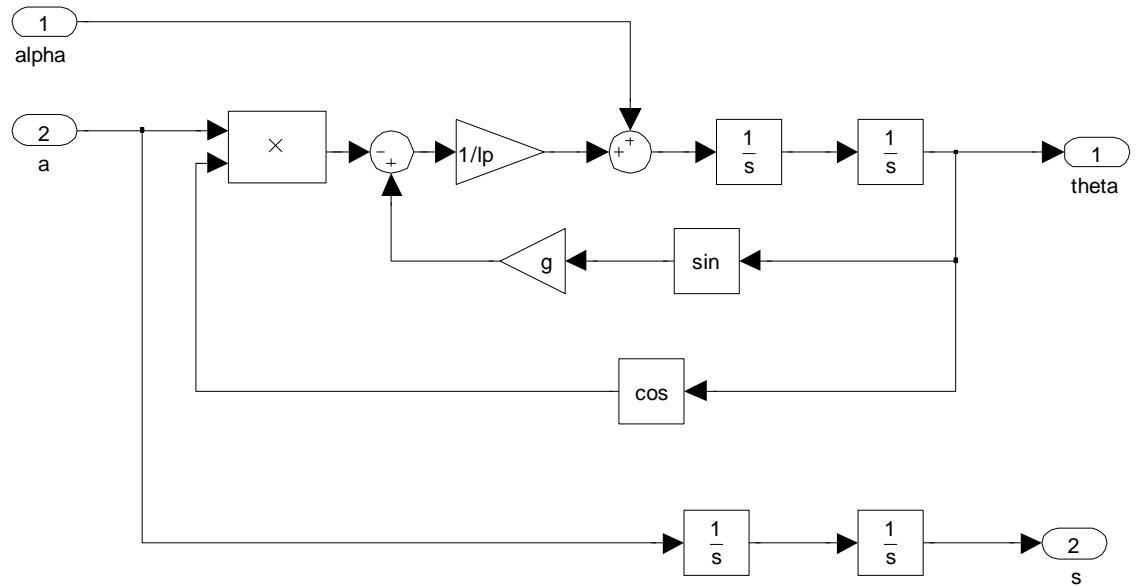 1
alpha
2
a
×
−
+
1/lp
+
+
1
s
1
s
1
theta
g
sin
cos
1
s
1
s
2
s